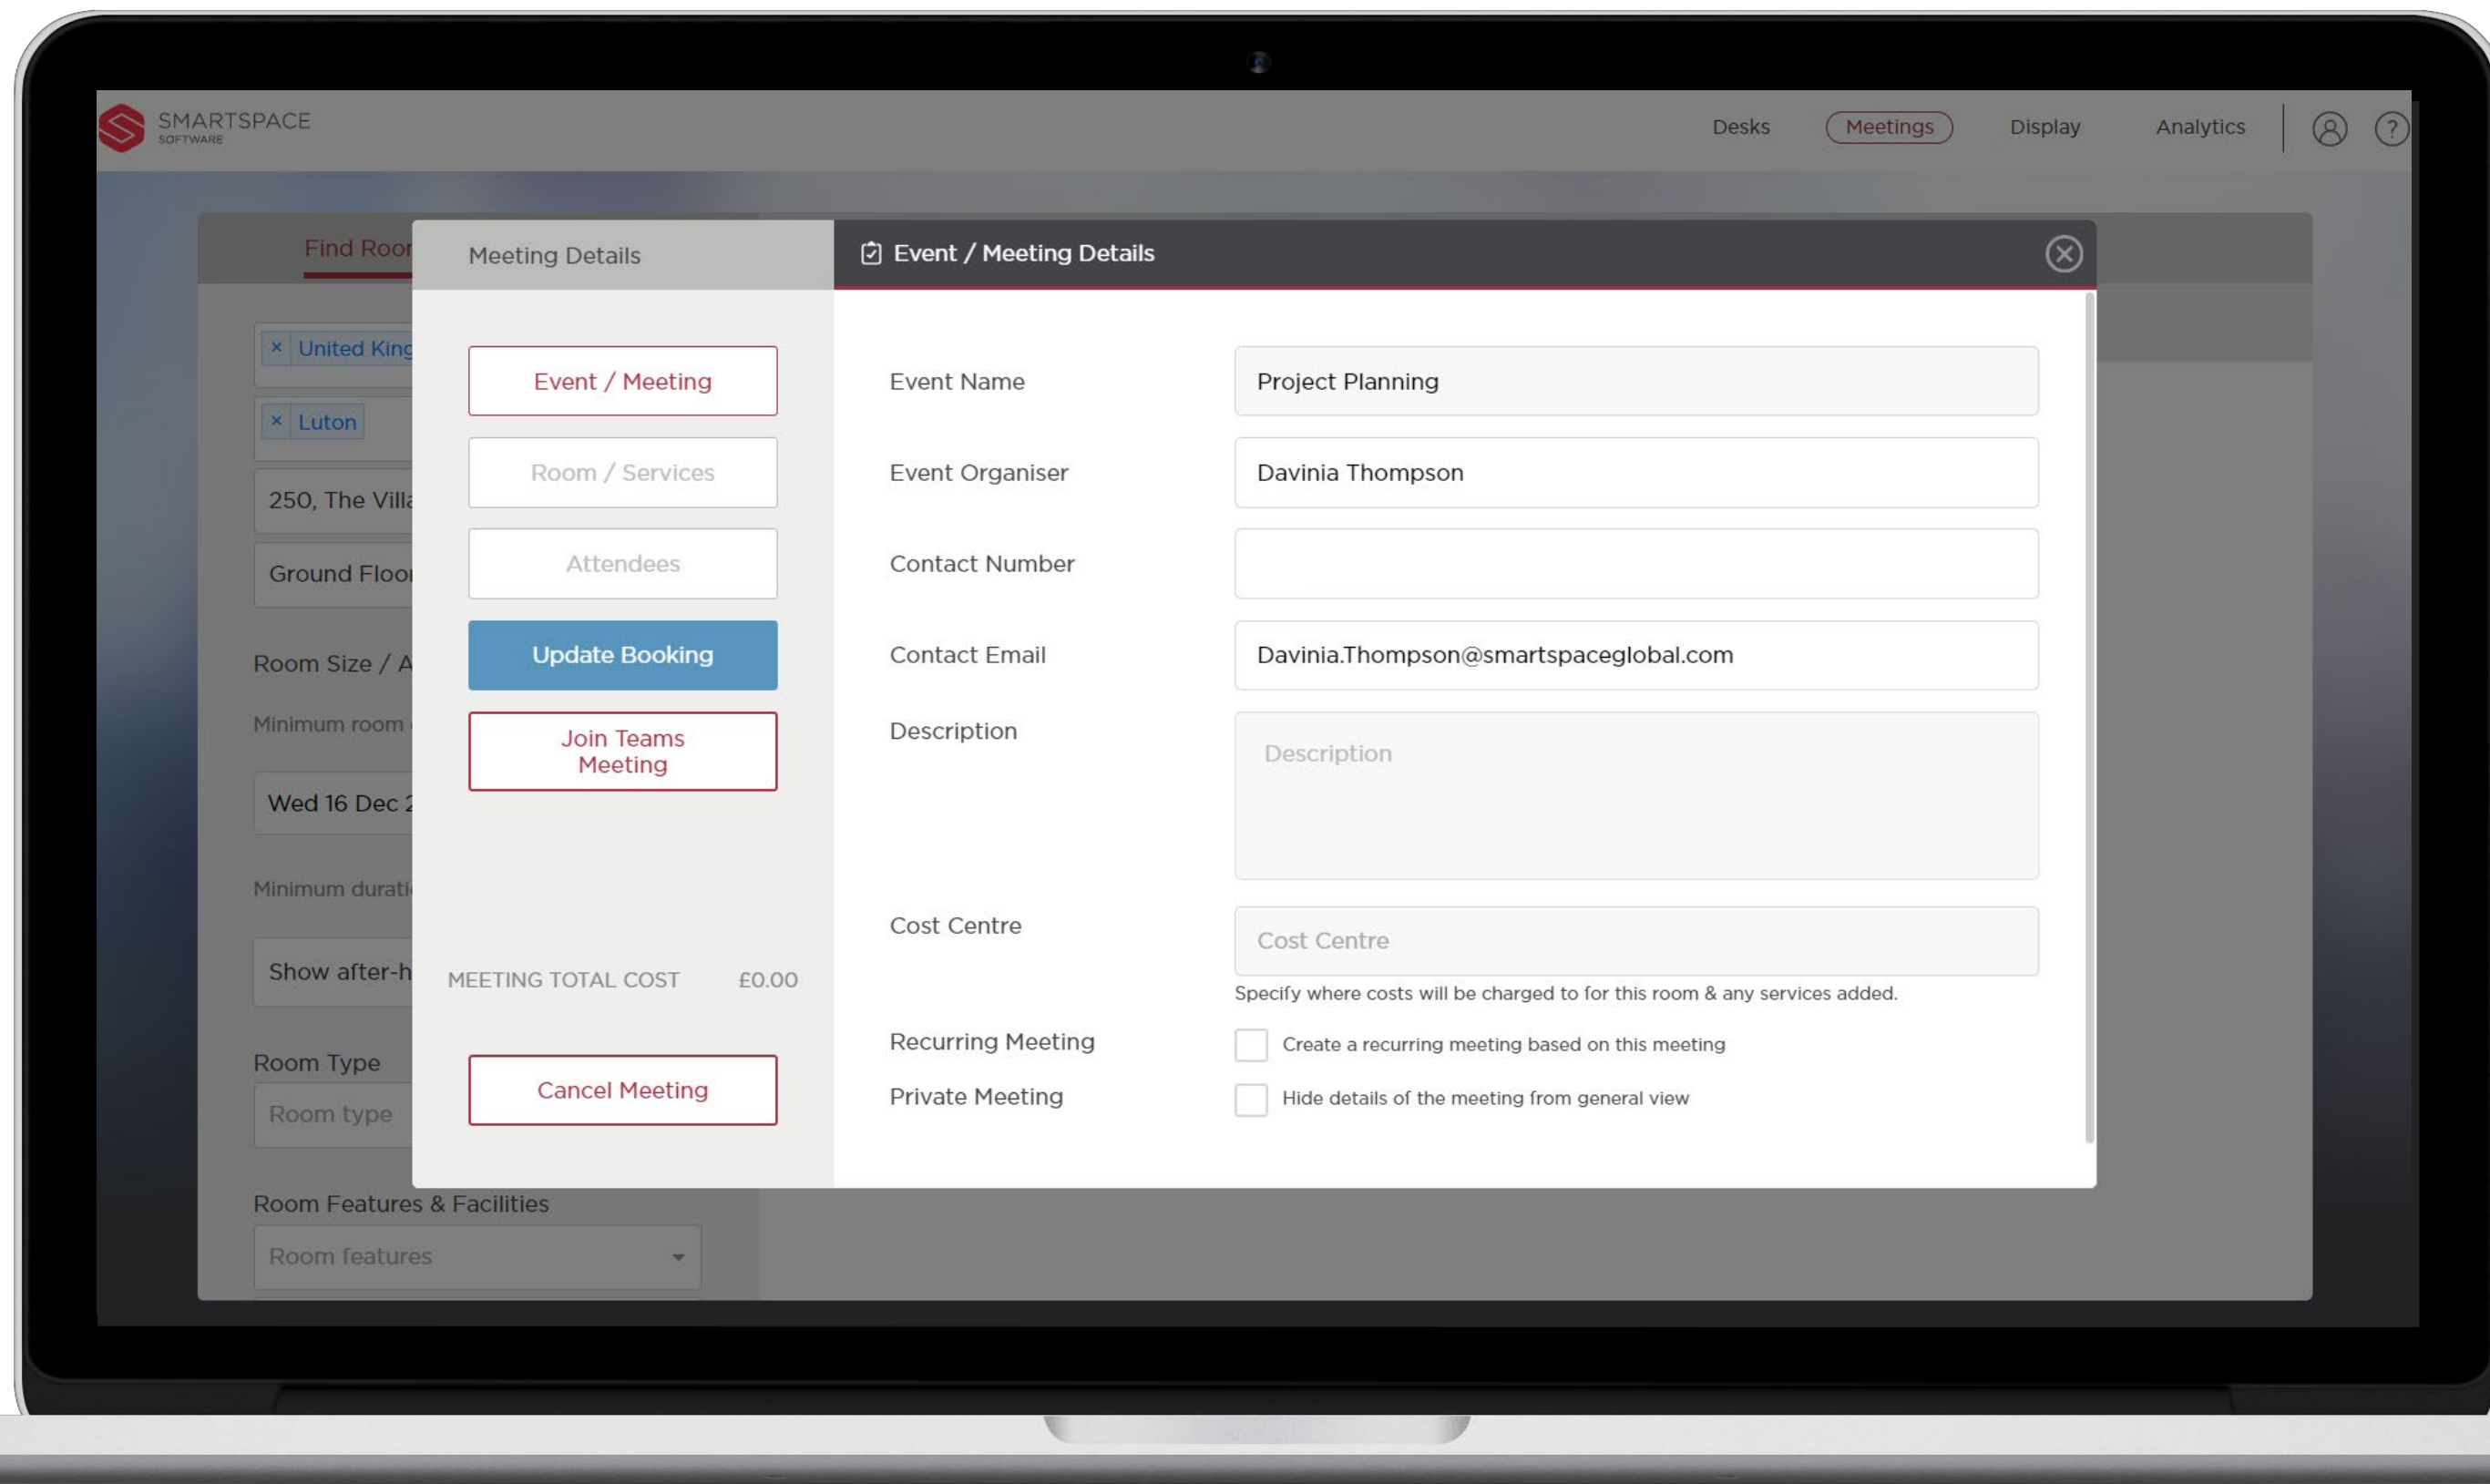 SMARTSPACE
SOFTWARE
Desks
Meetings
Display
Analytics
?
Find Roo
Meeting Details
Event / Meeting Details
× United King
× Luton
250, The Villa
Ground Floo
Room Size / A
Minimum room
Wed 16 Dec 2
Minimum durati
Show after-h
Room Type
Room type
Room Features & Facilities
Room features
Event / Meeting
Room / Services
Attendees
Update Booking
Join Teams
Meeting
MEETING TOTAL COST £0.00
Cancel Meeting
Event Name
Project Planning
Event Organiser
Davinia Thompson
Contact Number
Contact Email
Davinia.Thompson@smartspaceglobal.com
Description
Description
Cost Centre
Cost Centre
Specify where costs will be charged to for this room & any services added.
Recurring Meeting
Create a recurring meeting based on this meeting
Private Meeting
Hide details of the meeting from general view